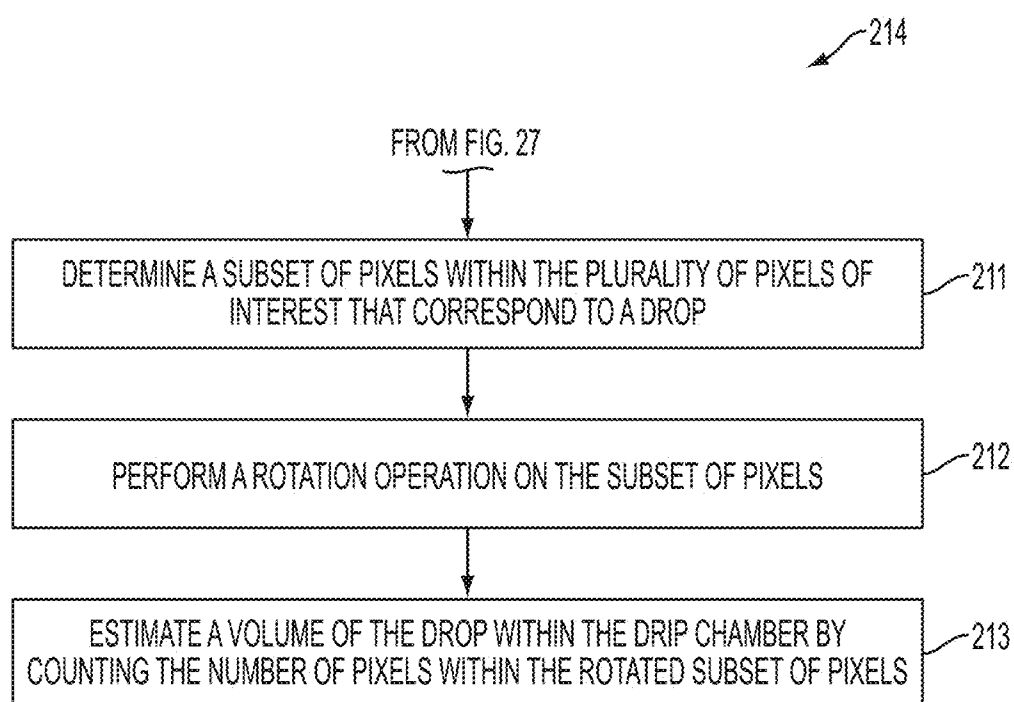 214
FROM FIG. 27
DETERMINE A SUBSET OF PIXELS WITHIN THE PLURALITY OF PIXELS OF
INTEREST THAT CORRESPOND TO A DROP
211
PERFORM A ROTATION OPERATION ON THE SUBSET OF PIXELS
212
ESTIMATE A VOLUME OF THE DROP WITHIN THE DRIP CHAMBER BY
COUNTING THE NUMBER OF PIXELS WITHIN THE ROTATED SUBSET OF PIXELS
213